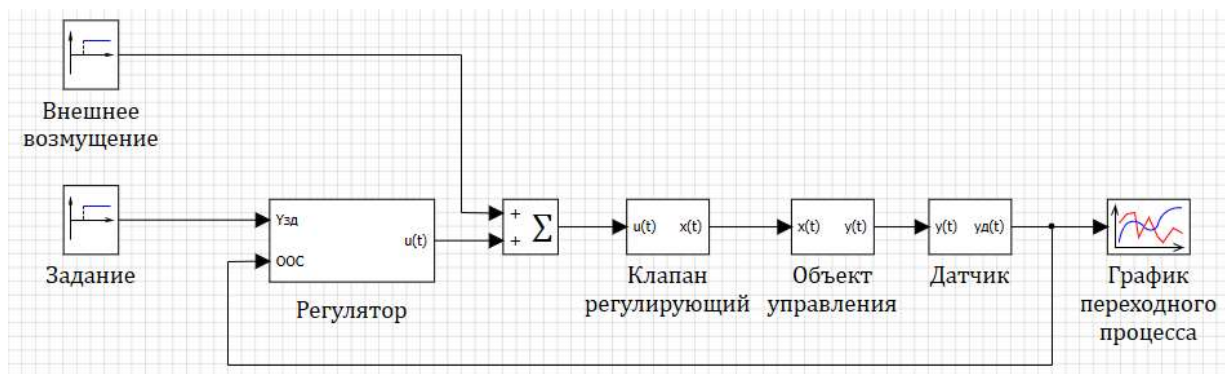 Внешнее
возмущение
Задание
Yзд
ООС
u(t)
Регулятор
+
+
Σ
u(t) x(t)
Клапан
регулирующий
x(t) y(t)
Объект
управления
y(t) yд(t)
Датчик
График
переходного
процесса